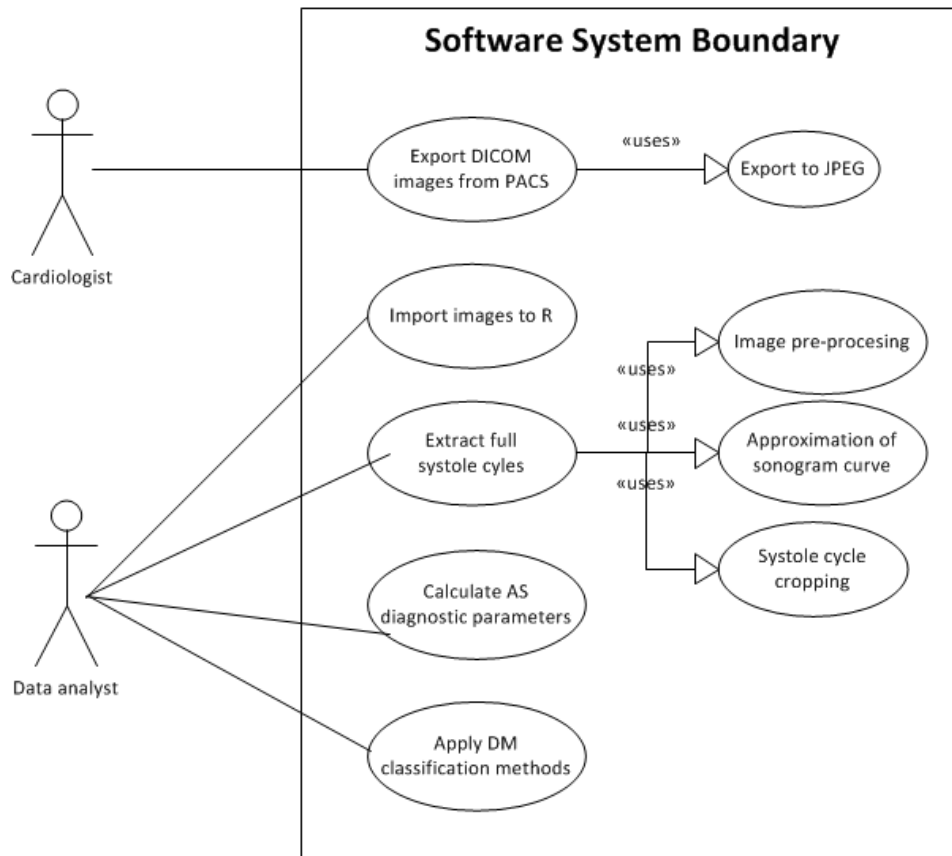 Software System Boundary
Export DICOM
images from PACS
«uses»
Export to JPEG
Cardiologist
Import images to R
Image pre-procesing
«uses»
Extract full
systole cyles
«uses»
Approximation of
sonogram curve
«uses»
Systole cycle
cropping
Calculate AS
diagnostic parameters
Data analyst
Apply DM
classification methods